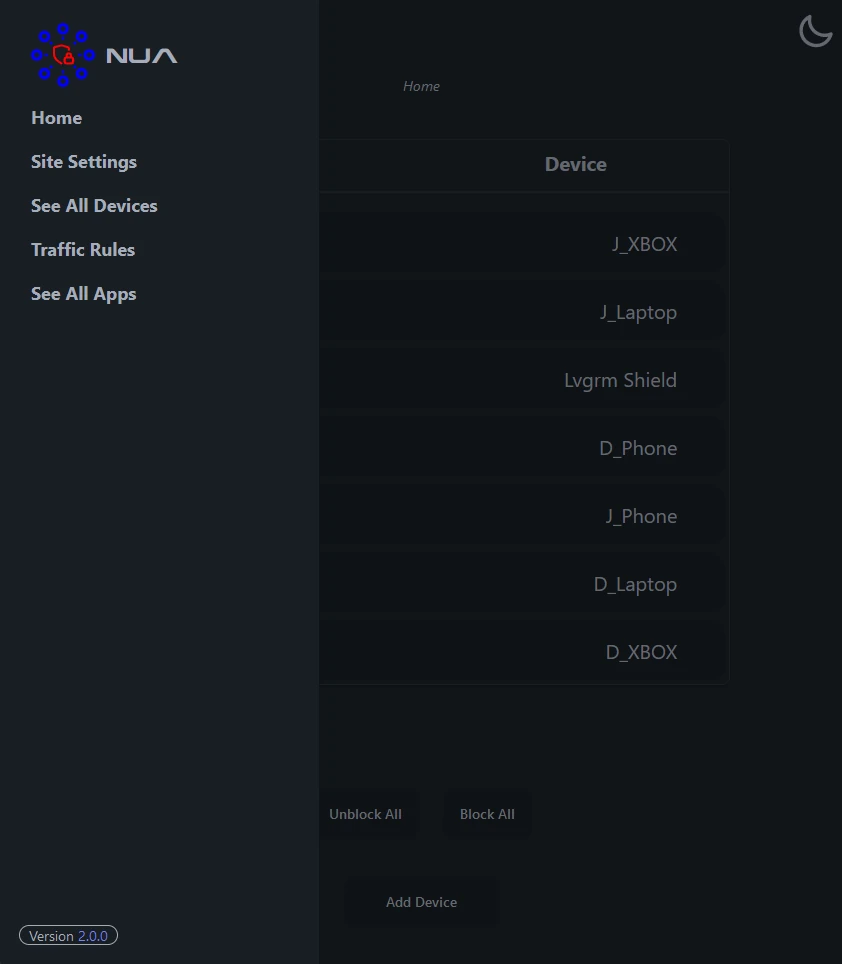 NUA
Home
Site Settings
See All Devices
Traffic Rules
See All Apps
Version 2.0.0
Home
Device
J_XBOX
J_Laptop
Lvgrm Shield
D_Phone
J_Phone
D_Laptop
D_XBOX
Unblock All
Block All
Add Device